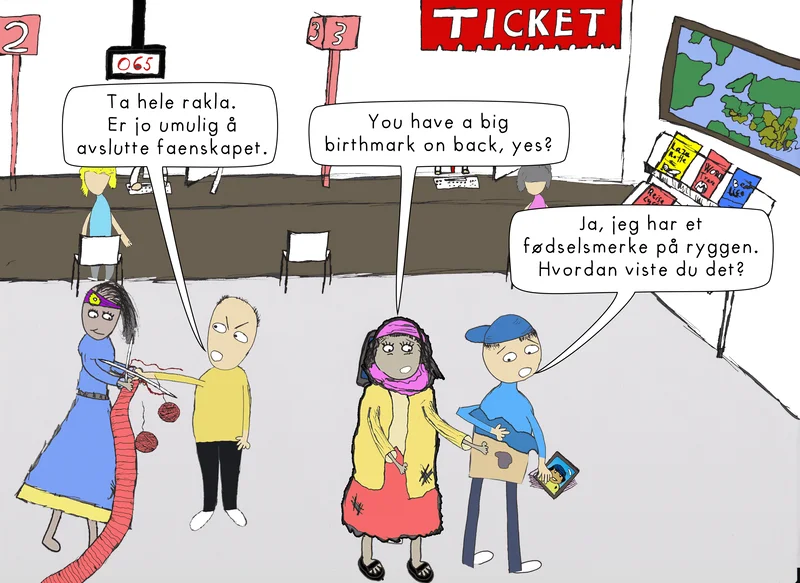 2
065
33
TICKET
Ta hele rakla.
Er jo umulig å
avslutte faenskapet.
You have a big
birthmark on back, yes?
Ja, jeg har et
fødselsmerke på ryggen.
Hvordan viste du det?